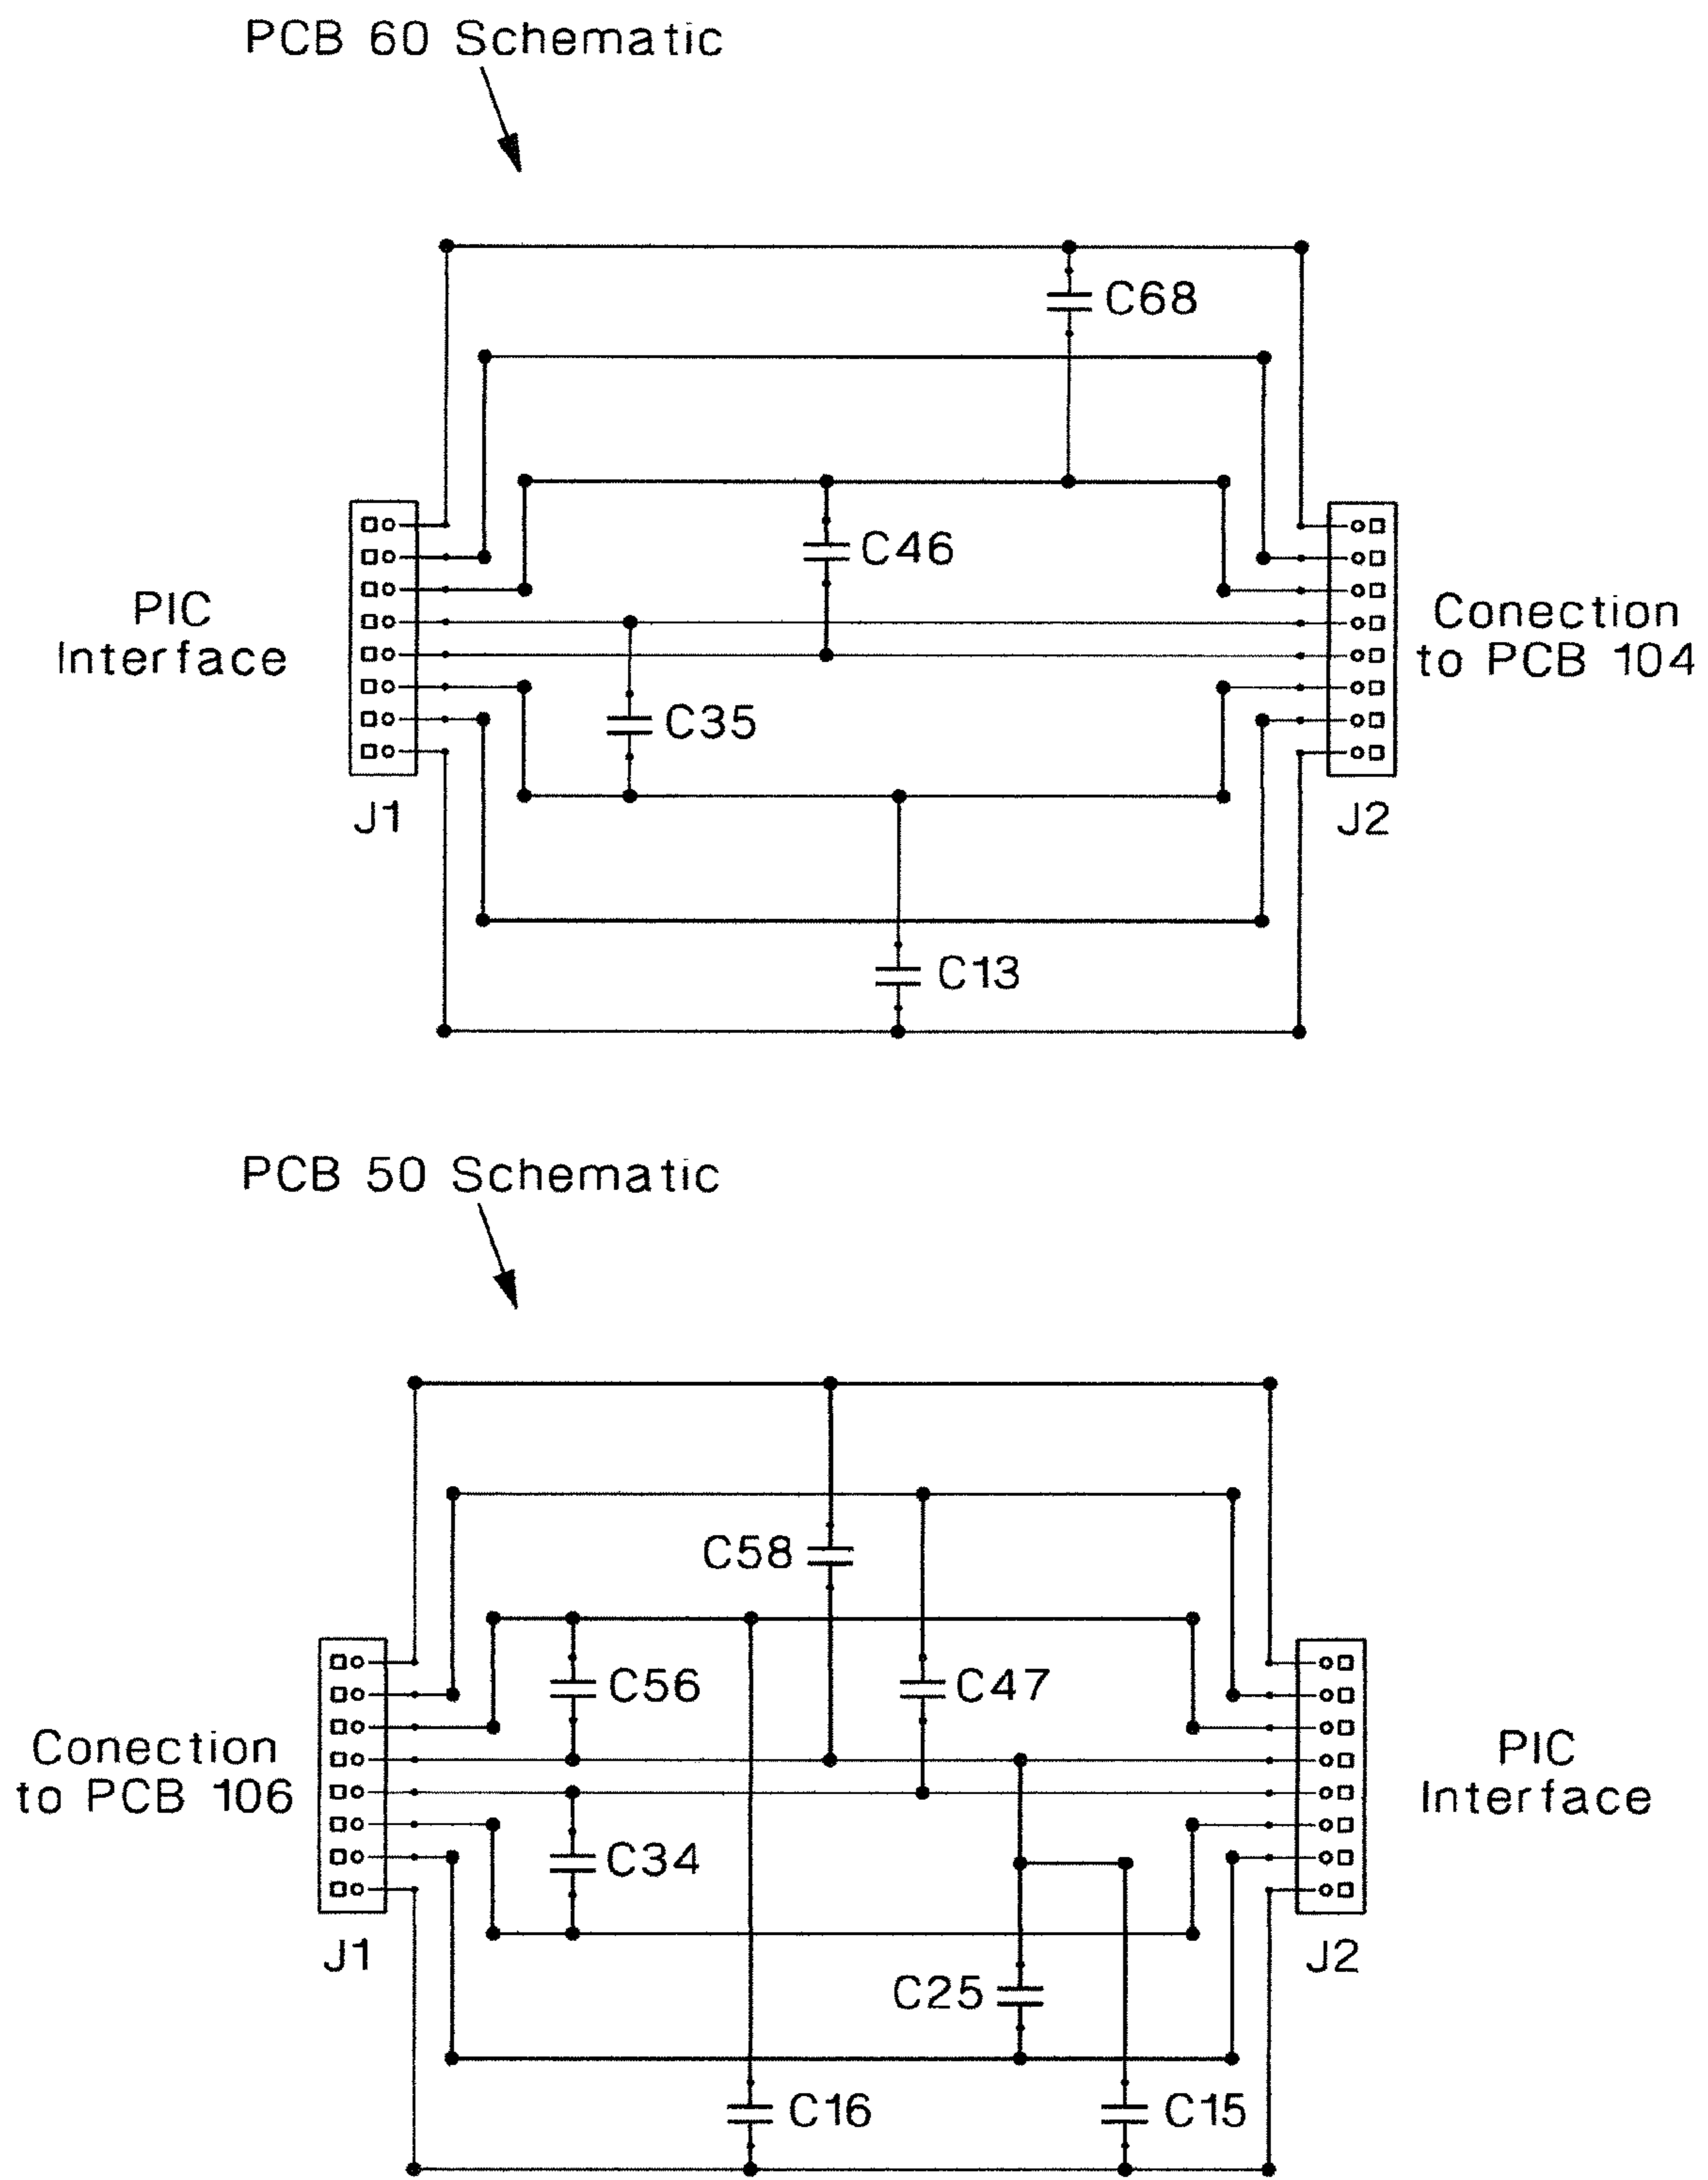 PCB 60 Schematic
C68
C46
PIC
Interface
Conection
to PCB 104
C35
J1
J2
C13
PCB 50 Schematic
C58
C56
C47
Conection
to PCB 106
PIC
Interface
C34
J1
J2
C25
C16
C15